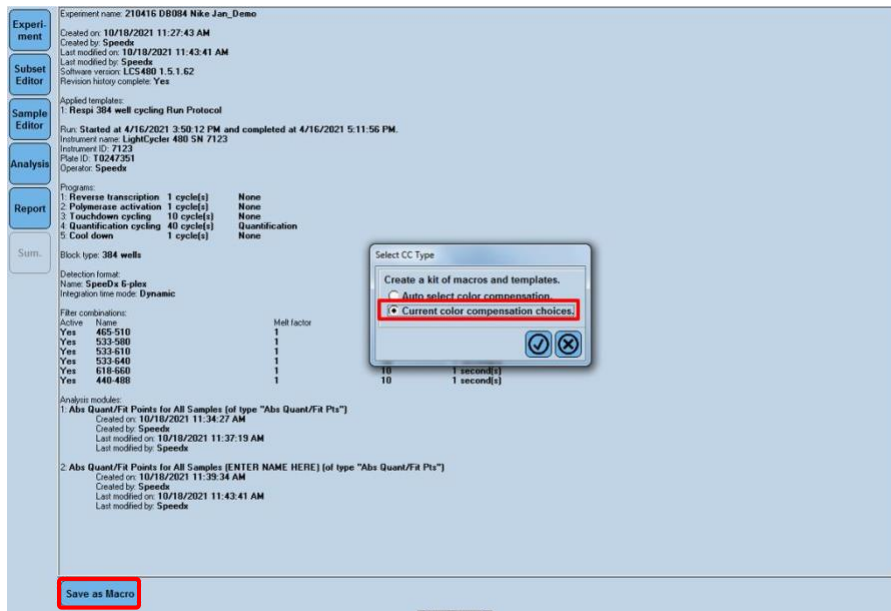 Experi-
ment
Subset
Editor
Sample
Editor
Analysis
Report
Sum.
Experiment name: 210416 DB084 Nike Jan_Demo
Created on: 10/18/2021 11:27:43 AM
Created by: Speedx
Last modified on: 10/18/2021 11:43:41 AM
Last modified by: Speedx
Software version: LCS480 1.5.1.62
Revision history complete: Yes
Applied templates:
1: Respi 384 well cycling Run Protocol
Run: Started at 4/16/2021 3:50:12 PM and completed at 4/16/2021 5:11:56 PM.
Instrument name: LightCycler 480 SN 7123
Instrument ID: 7123
Plate ID: T0247351
Operator: Speedx
Programs:
1: Reverse transcription 1 cycle(s) None
2: Polymerase activation 1 cycle(s) None
3: Touchdown cycling 10 cycle(s) None
4: Quantification cycling 40 cycle(s) Quantification
5: Cool down 1 cycle(s) None
Block type: 384 wells
Detection format:
Name: SpeeDx 6-plex
Integration time mode: Dynamic
Filter combinations:
Active Name Melt factor
Yes 465-510 1
Yes 533-580 1
Yes 533-610 1
Yes 533-640 1
Yes 618-660 1 10 1 second(s)
Yes 440-488 1 10 1 second(s)
Analysis modules:
1: Abs Quant/Fit Points for All Samples (of type "Abs Quant/Fit Pts")
Created on: 10/18/2021 11:34:27 AM
Created by: Speedx
Last modified on: 10/18/2021 11:37:19 AM
Last modified by: Speedx
2: Abs Quant/Fit Points for All Samples (ENTER NAME HERE) (of type "Abs Quant/Fit Pts")
Created on: 10/18/2021 11:39:34 AM
Created by: Speedx
Last modified on: 10/18/2021 11:43:41 AM
Last modified by: Speedx
Select CC Type
Create a kit of macros and templates.
Auto select color compensation.
Current color compensation choices.
Save as Macro